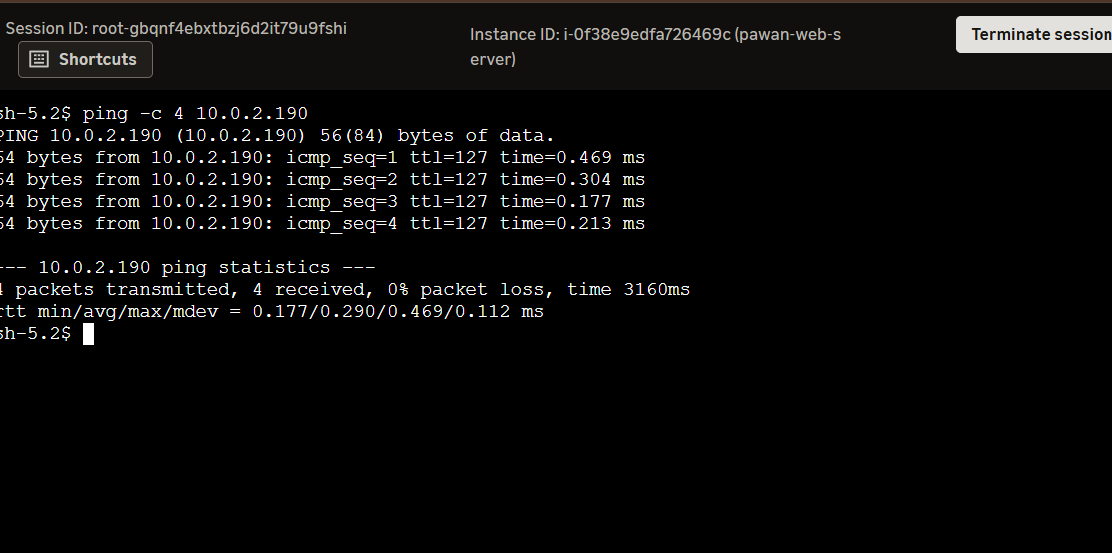 Session ID: root-gbqnf4ebxtbzj6d2it79u9fshi
Shortcuts
Instance ID: i-0f38e9edfa726469c (pawan-web-s
erver)
Terminate session
sh-5.2$ ping -c 4 10.0.2.190
PING 10.0.2.190 (10.0.2.190) 56(84) bytes of data.
64 bytes from 10.0.2.190: icmp_seq=1 ttl=127 time=0.469 ms
64 bytes from 10.0.2.190: icmp_seq=2 ttl=127 time=0.304 ms
64 bytes from 10.0.2.190: icmp_seq=3 ttl=127 time=0.177 ms
64 bytes from 10.0.2.190: icmp_seq=4 ttl=127 time=0.213 ms
--- 10.0.2.190 ping statistics ---
4 packets transmitted, 4 received, 0% packet loss, time 3160ms
rtt min/avg/max/mdev = 0.177/0.290/0.469/0.112 ms
sh-5.2$